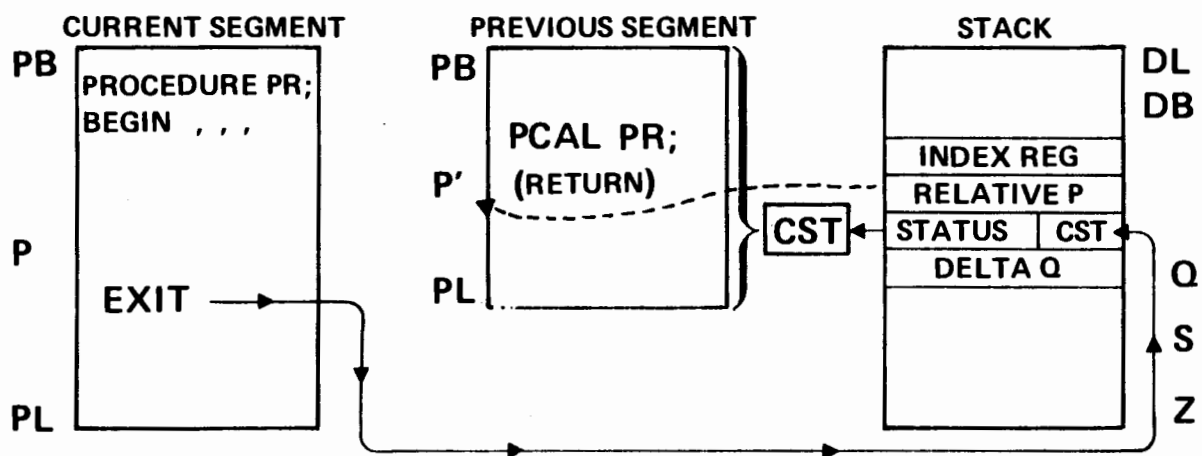 CURRENT SEGMENT
PB
PROCEDURE PR;
BEGIN , , ,
P
EXIT
PL
PREVIOUS SEGMENT
PB
PCAL PR;
P'
(RETURN)
PL
CST
STACK
DL
DB
INDEX REG
RELATIVE P
STATUS CST
DELTA Q
Q
S
Z